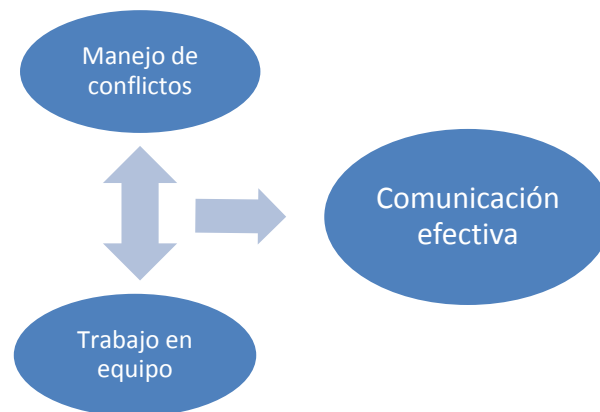 Manejo de
conflictos
Comunicación
efectiva
Trabajo en
equipo